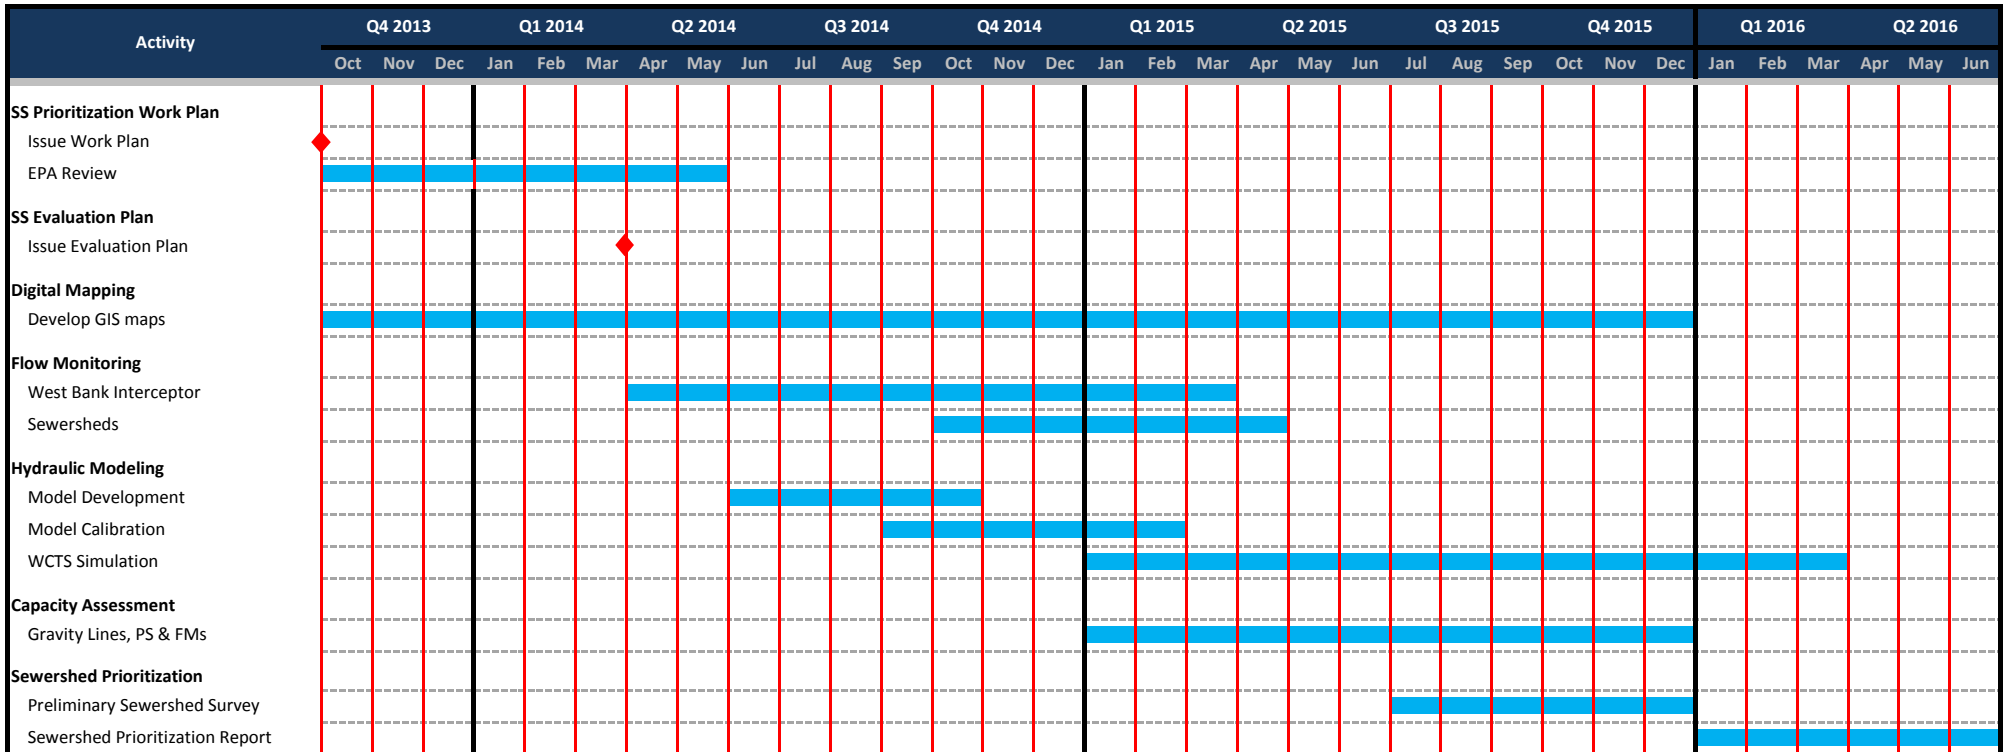 Activity
Q4 2013 Q1 2014 Q2 2014 Q3 2014 Q4 2014 Q1 2015 Q2 2015 Q3 2015 Q4 2015 Q1 2016 Q2 2016
Oct Nov Dec Jan Feb Mar Apr May Jun Jul Aug Sep Oct Nov Dec Jan Feb Mar Apr May Jun Jul Aug Sep Oct Nov Dec Jan Feb Mar Apr May Jun
SS Prioritization Work Plan
Issue Work Plan
EPA Review
SS Evaluation Plan
Issue Evaluation Plan
Digital Mapping
Develop GIS maps
Flow Monitoring
West Bank Interceptor
Sewersheds
Hydraulic Modeling
Model Development
Model Calibration
WCTS Simulation
Capacity Assessment
Gravity Lines, PS & FMs
Sewershed Prioritization
Preliminary Sewershed Survey
Sewershed Prioritization Report